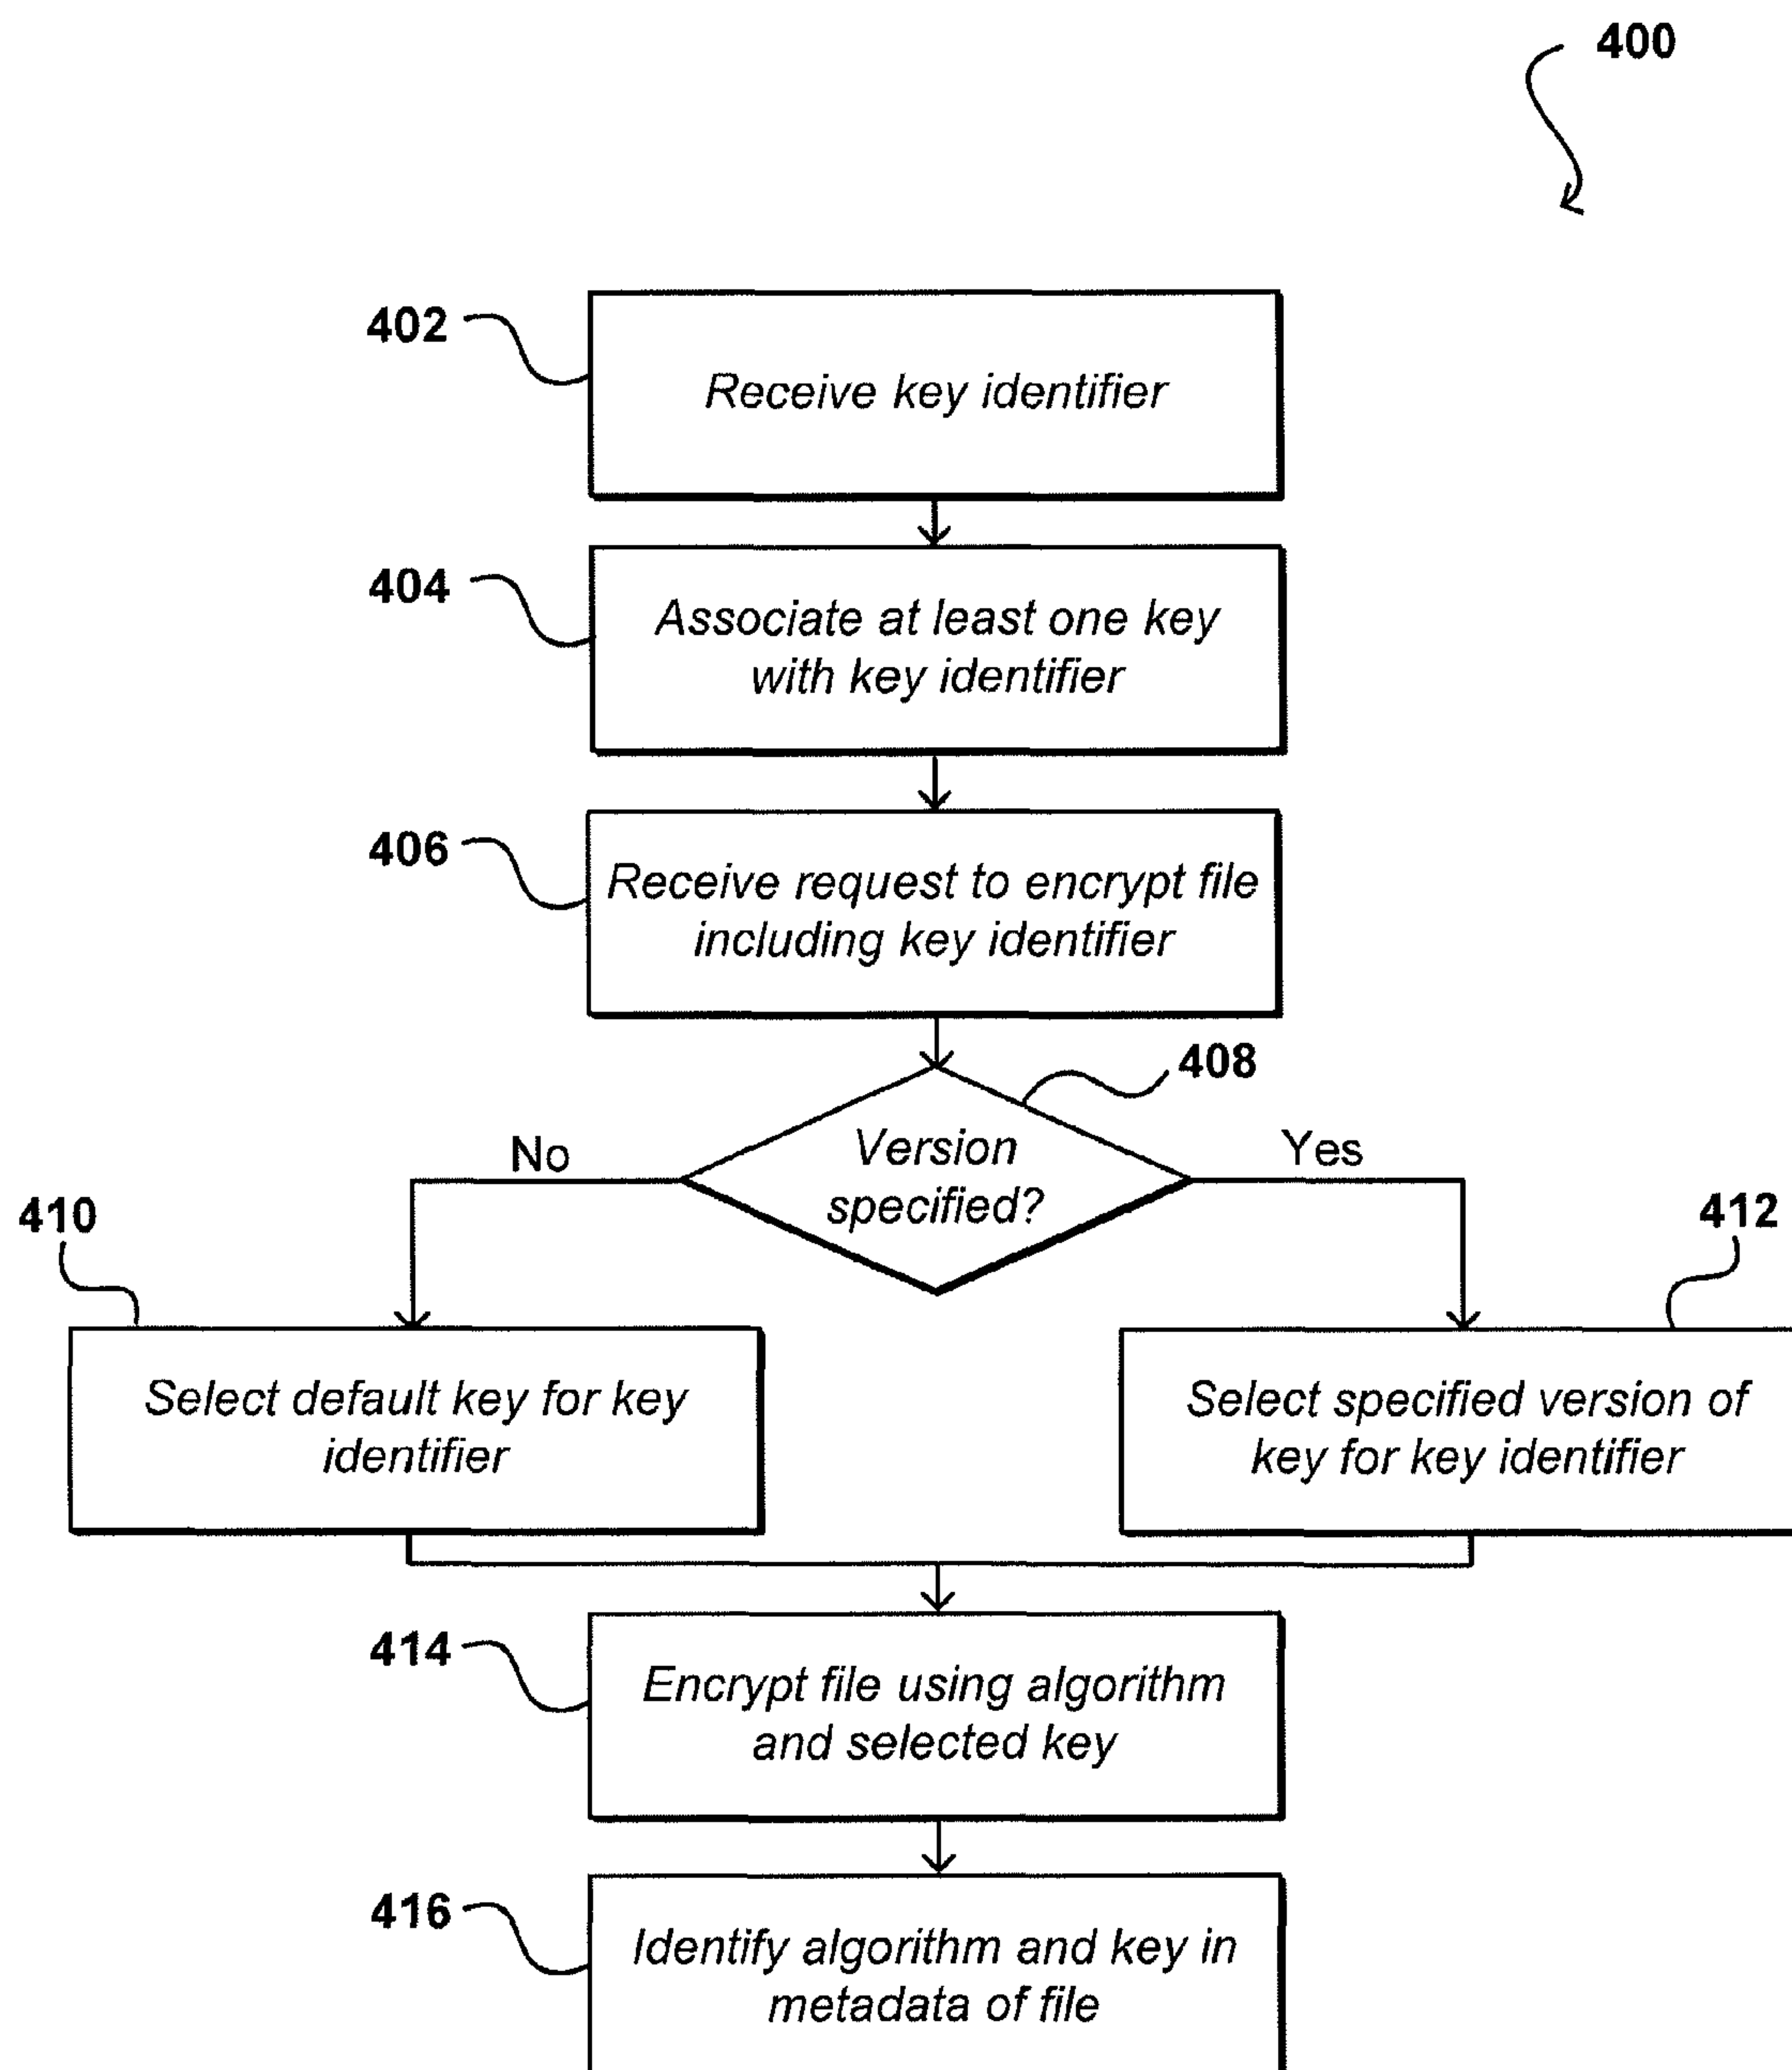 400
402
Receive key identifier
404
Associate at least one key
with key identifier
406
Receive request to encrypt file
including key identifier
408
Version
specified?
No
Yes
410
412
Select default key for key
identifier
Select specified version of
key for key identifier
414
Encrypt file using algorithm
and selected key
416
Identify algorithm and key in
metadata of file